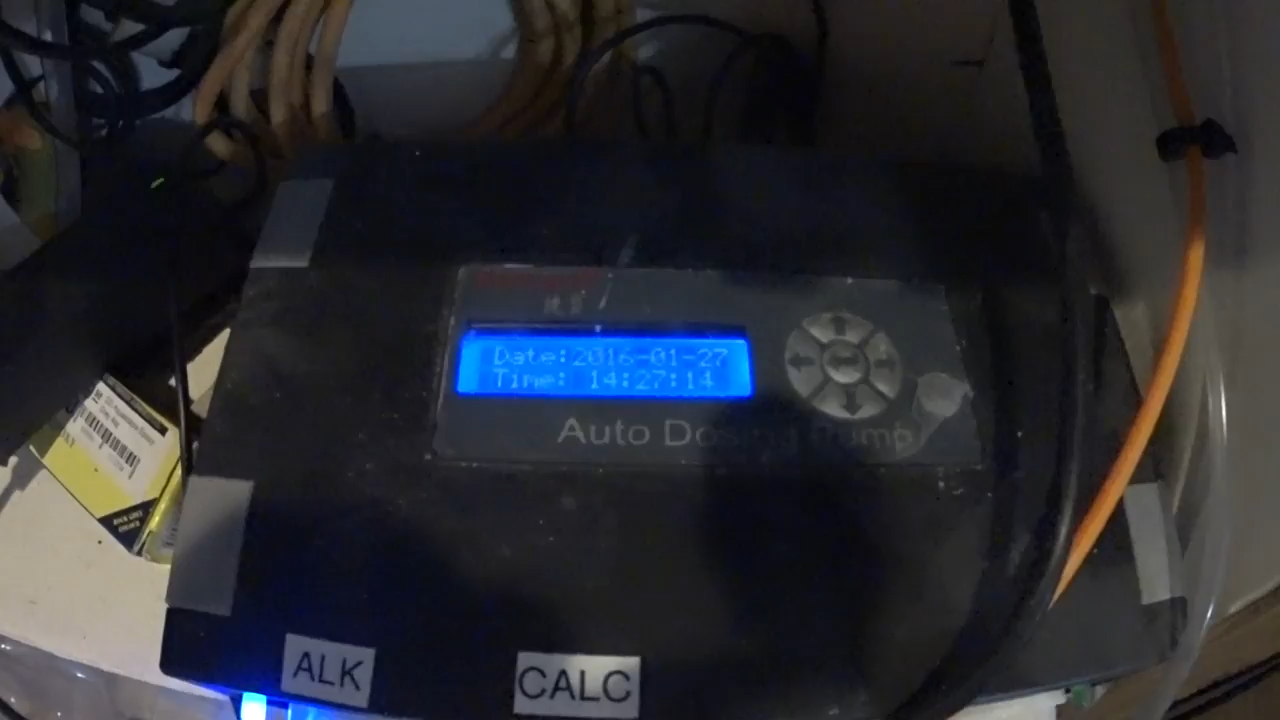 Date:2016-01-27
Time: 14:27:14
Auto Dosing Pump
ALK
CALC